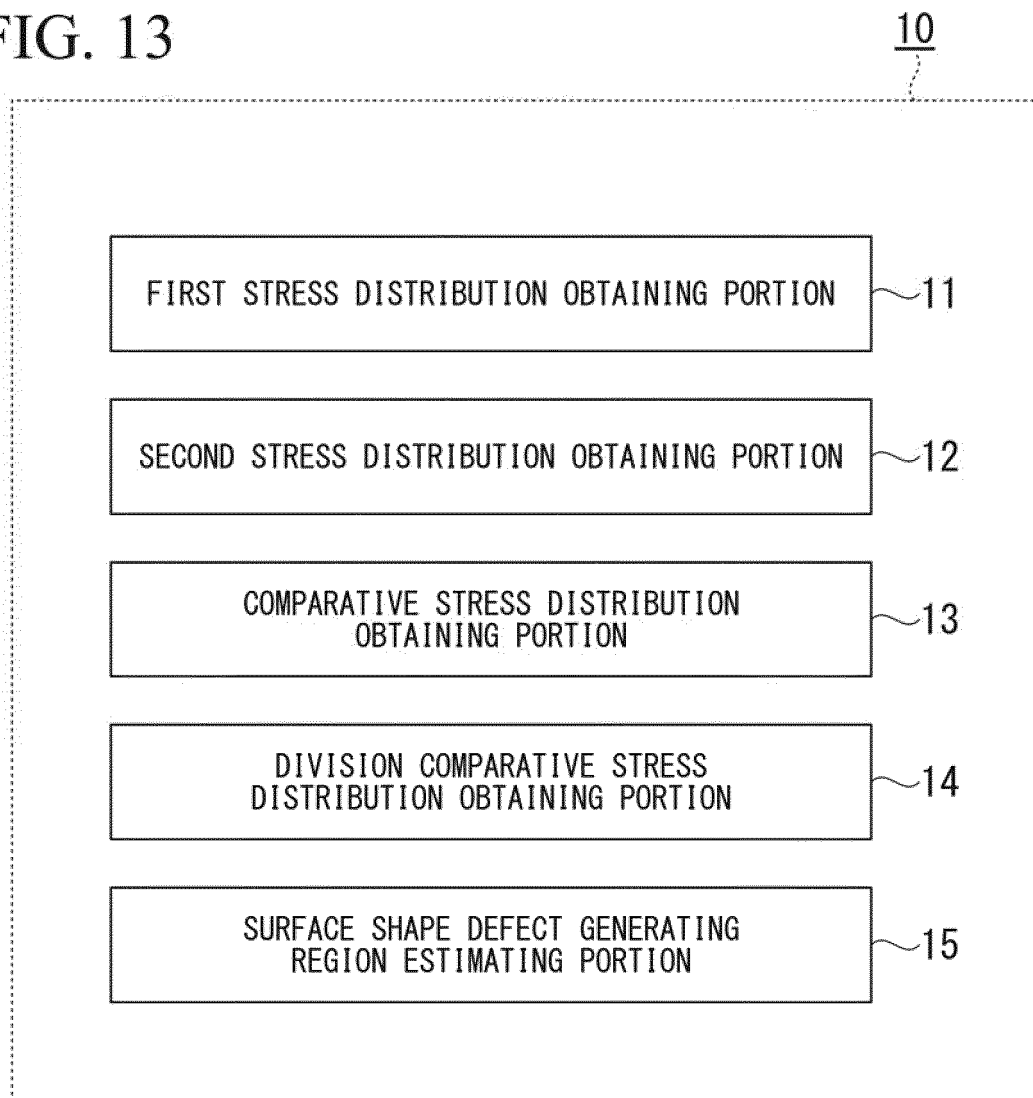 FIG. 13
10
FIRST STRESS DISTRIBUTION OBTAINING PORTION
11
SECOND STRESS DISTRIBUTION OBTAINING PORTION
12
COMPARATIVE STRESS DISTRIBUTION
OBTAINING PORTION
13
DIVISION COMPARATIVE STRESS
DISTRIBUTION OBTAINING PORTION
14
SURFACE SHAPE DEFECT GENERATING
REGION ESTIMATING PORTION
15